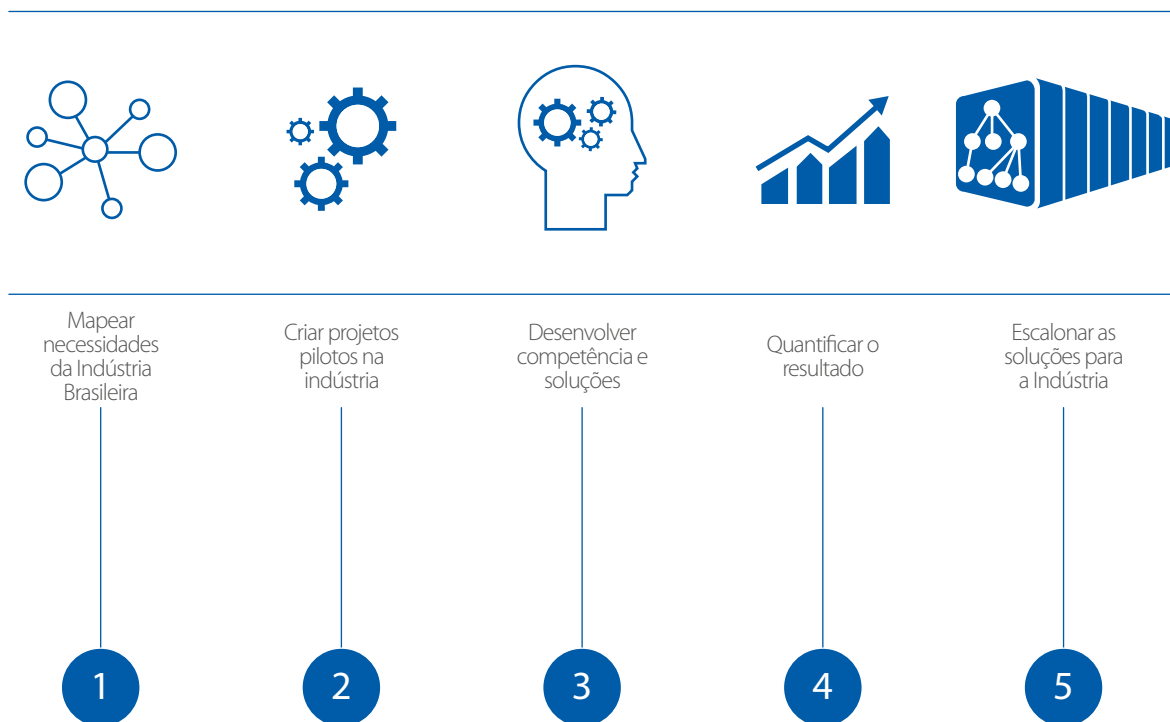 Mapear
necessidades
da Indústria
Brasileira
Criar projetos
pilotos na
indústria
Desenvolver
competência e
soluções
Quantificar o
resultado
Escalonar as
soluções para
a Indústria
1
2
3
4
5